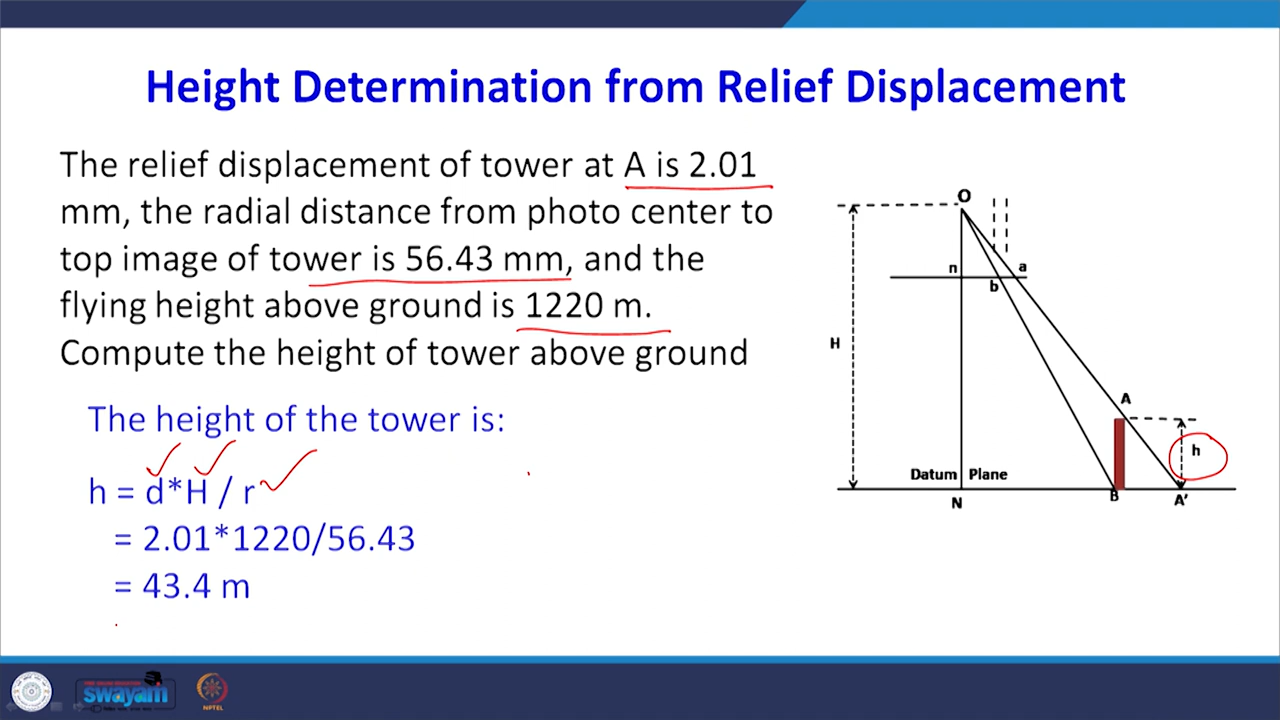 Height Determination from Relief Displacement
The relief displacement of tower at A is 2.01
mm, the radial distance from photo center to
top image of tower is 56.43 mm, and the
flying height above ground is 1220 m.
Compute the height of tower above ground
The height of the tower is:
h = d*H / r
= 2.01*1220/56.43
= 43.4 m
O
n
a
b
H
A
h
Datum Plane
N
B
A'
swayam
NPTEL